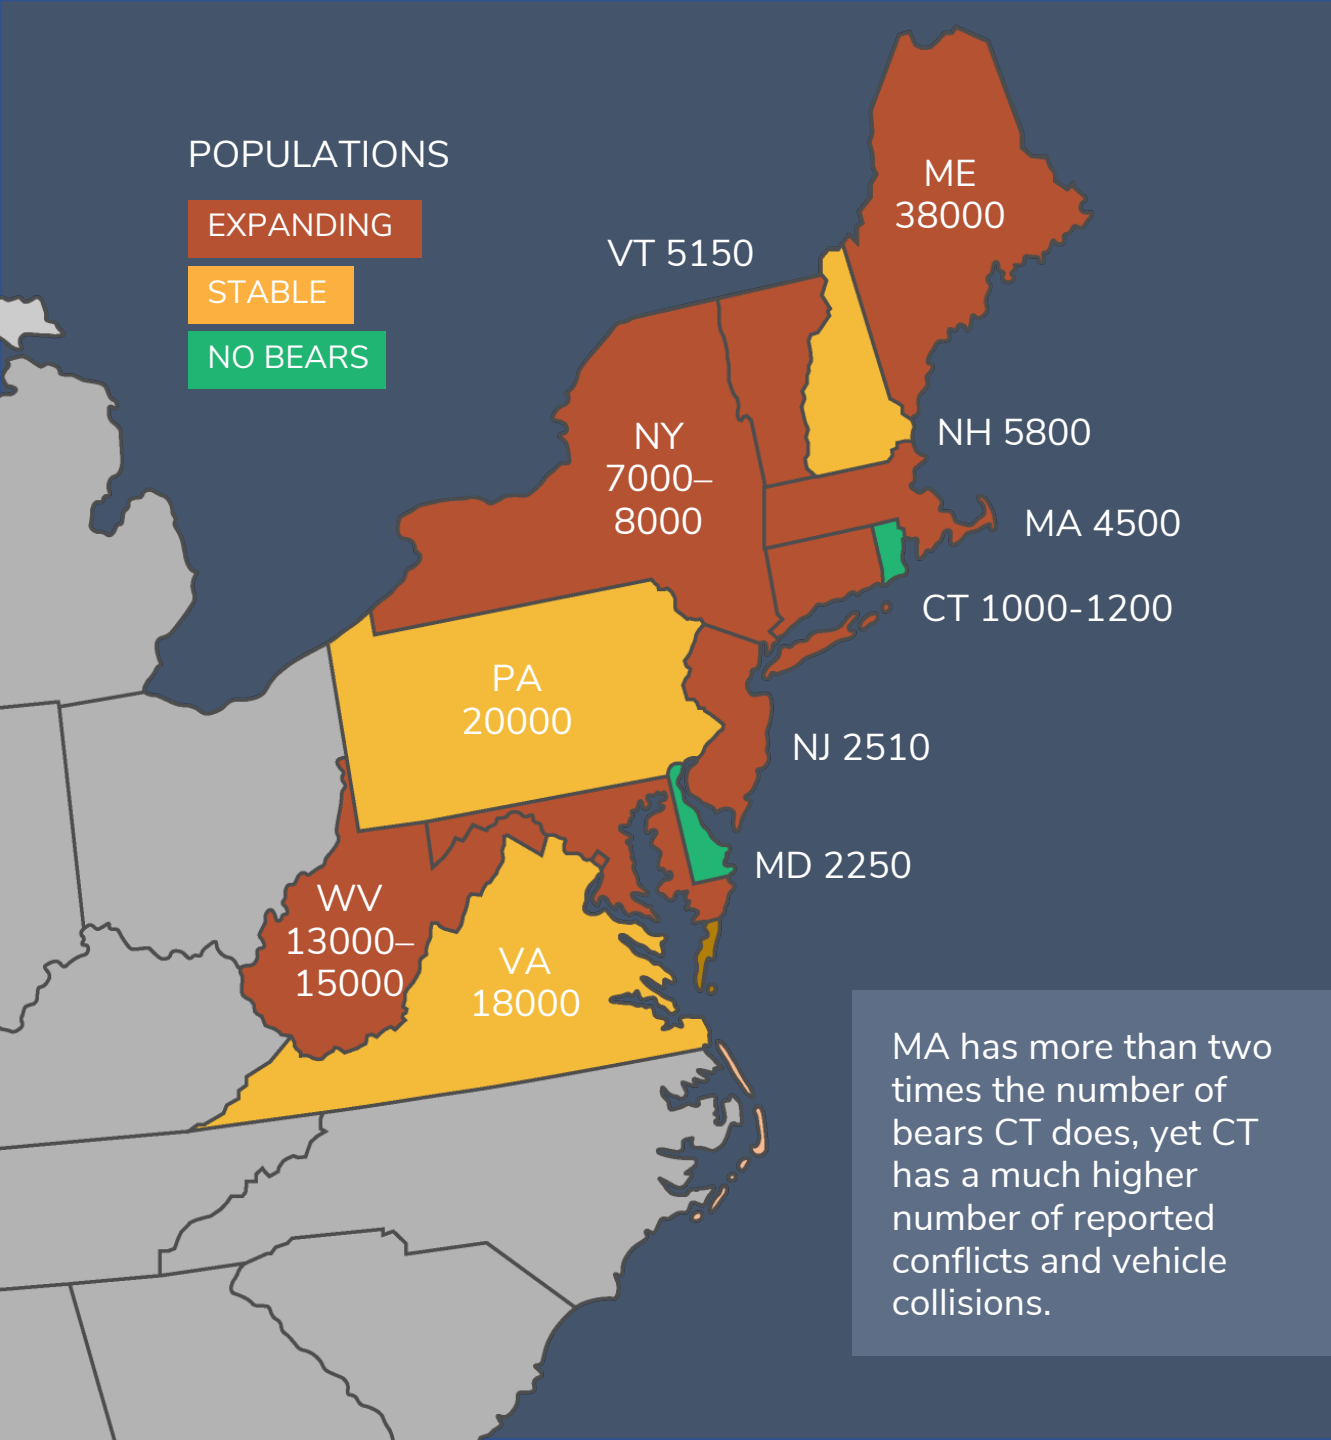 POPULATIONS
EXPANDING
STABLE
NO BEARS
ME
38000
VT 5150
NY
7000–
8000
NH 5800
MA 4500
CT 1000-1200
PA
20000
NJ 2510
MD 2250
WV
13000–
15000
VA
18000
MA has more than two
times the number of
bears CT does, yet CT
has a much higher
number of reported
conflicts and vehicle
collisions.